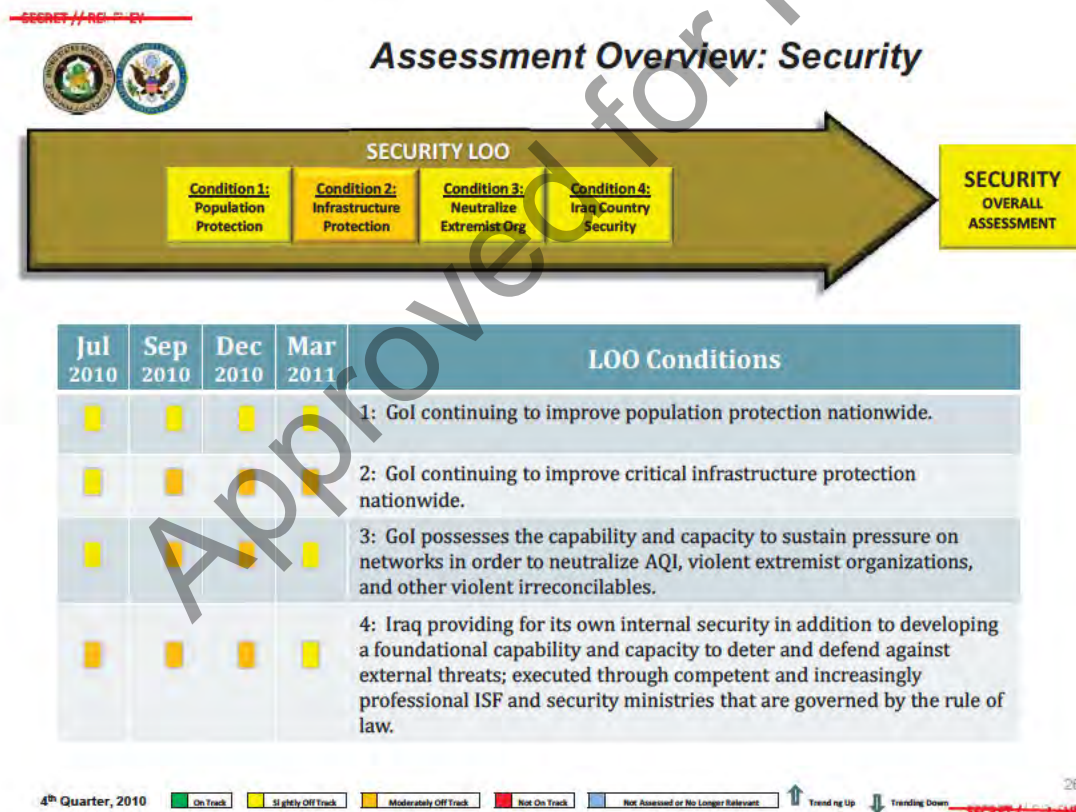 SECRET // REL
Assessment Overview: Security
SECURITY LOO
Condition 1:
Population
Protection
Condition 2:
Infrastructure
Protection
Condition 3:
Neutralize
Extremist Org
Condition 4:
Iraq Country
Security
SECURITY
OVERALL
ASSESSMENT
Approved for
Jul Sep Dec Mar LOO Conditions
2010 2010 2010 2011
1: GoI continuing to improve population protection nationwide.
2: GoI continuing to improve critical infrastructure protection
nationwide.
3: GoI possesses the capability and capacity to sustain pressure on
networks in order to neutralize AQI, violent extremist organizations,
and other violent irreconcilables.
4: Iraq providing for its own internal security in addition to developing
a foundational capability and capacity to deter and defend against
external threats; executed through competent and increasingly
professional ISF and security ministries that are governed by the rule of
law.
4th Quarter, 2010 On Track Slightly Off Track Moderately Off Track Not On Track Not Assessed or No Longer Relevant Trending Up Trending Down